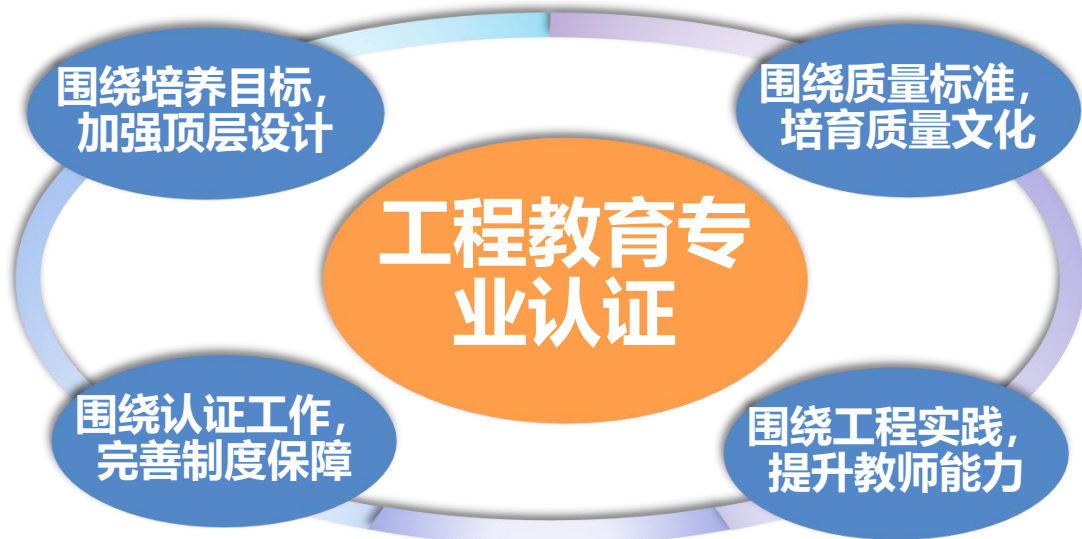 围绕培养目标，
加强顶层设计
围绕质量标准，
培育质量文化
工程教育专
业认证
围绕认证工作，
完善制度保障
围绕工程实践，
提升教师能力